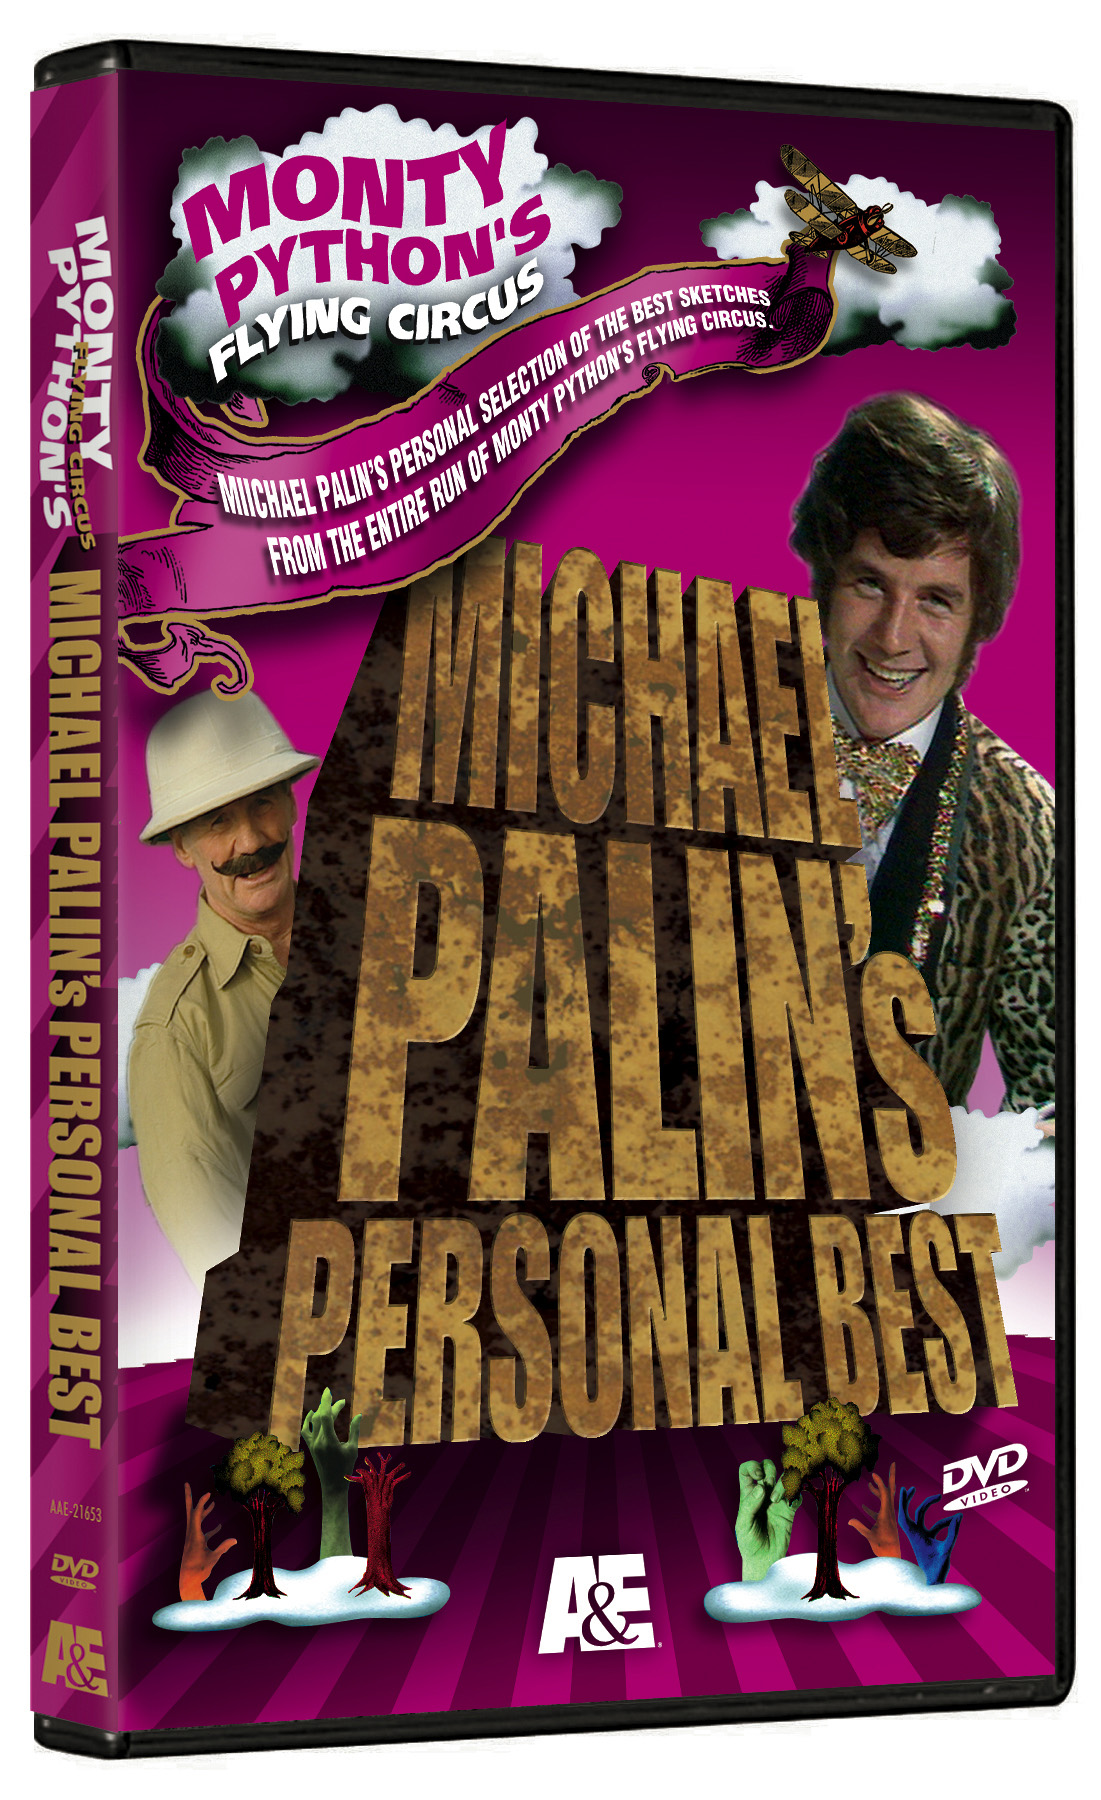 MONTY
PYTHON'S
FLYING CIRCUS
MIICHAEL PALIN'S PERSONAL SELECTION OF THE BEST SKETCHES
FROM THE ENTIRE RUN OF MONTY PYTHON'S FLYING CIRCUS.
MICHAEL
PALIN'S
PERSONAL BEST
DVD
VIDEO
A&E
MONTY
PYTHON'S
FLYING CIRCUS
MICHAEL PALIN'S PERSONAL BEST
AAE-21653
DVD
VIDEO
A&E